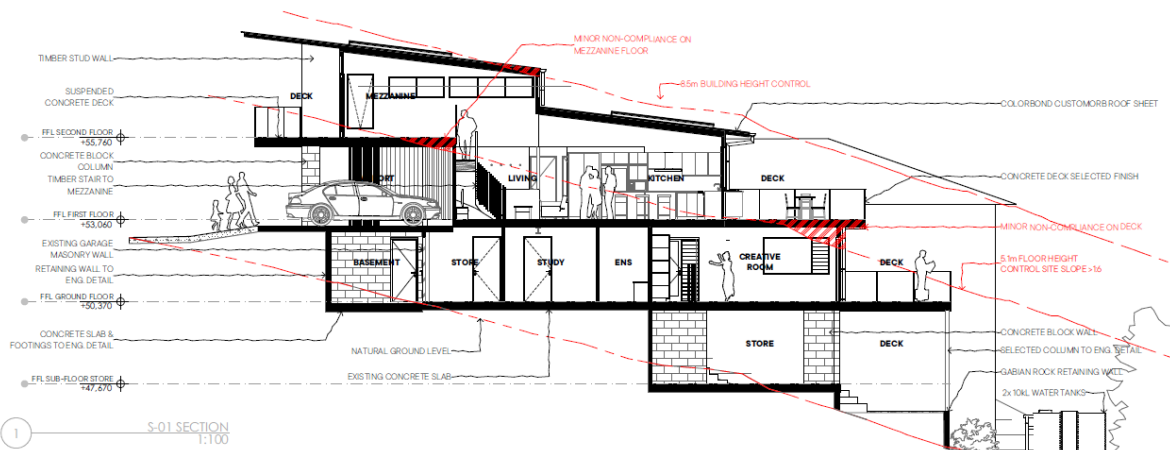 MINOR NON-COMPLIANCE ON
MEZZANINE FLOOR
TIMBER STUD WALL
8.5m BUILDING HEIGHT CONTROL
SUSPENDED
CONCRETE DECK
DECK
MEZZANINE
COLORBOND CUSTOMORB ROOF SHEET
FFL SECOND FLOOR
+55,760
CONCRETE BLOCK
COLUMN
TIMBER STAIR TO
MEZZANINE
LIVING
KITCHEN
DECK
CONCRETE DECK SELECTED FINISH
FFL FIRST FLOOR
+53,060
MINOR NON-COMPLIANCE ON DECK
EXISTING GARAGE
MASONRY WALL
RETAINING WALL TO
ENG. DETAIL
BASEMENT
STORE
STUDY
ENS
CREATIVE
ROOM
DECK
5.1m FLOOR HEIGHT
CONTROL SITE SLOPE >1:6
FFL GROUND FLOOR
+50,370
CONCRETE SLAB &
FOOTINGS TO ENG. DETAIL
NATURAL GROUND LEVEL
STORE
DECK
CONCRETE BLOCK WALL
SELECTED COLUMN TO ENG. DETAIL
EXISTING CONCRETE SLAB
GABIAN ROCK RETAINING WALL
FFL SUB-FLOOR STORE
+47,670
2x 10kL WATER TANKS
1
S-01 SECTION
1:100